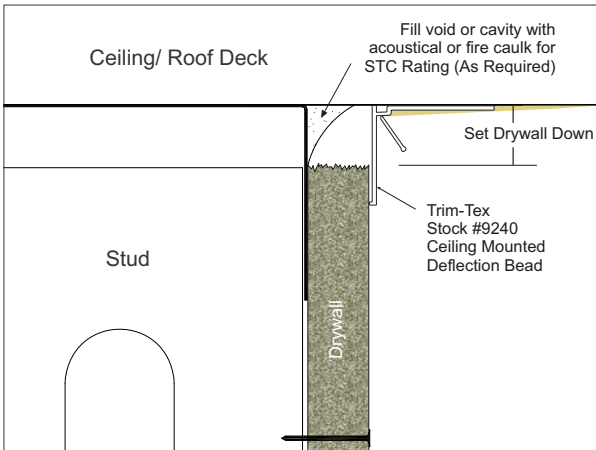 Fill void or cavity with
acoustical or fire caulk for
STC Rating (As Required)
Ceiling/ Roof Deck
Set Drywall Down
Trim-Tex
Stock #9240
Ceiling Mounted
Deflection Bead
Stud
Drywall